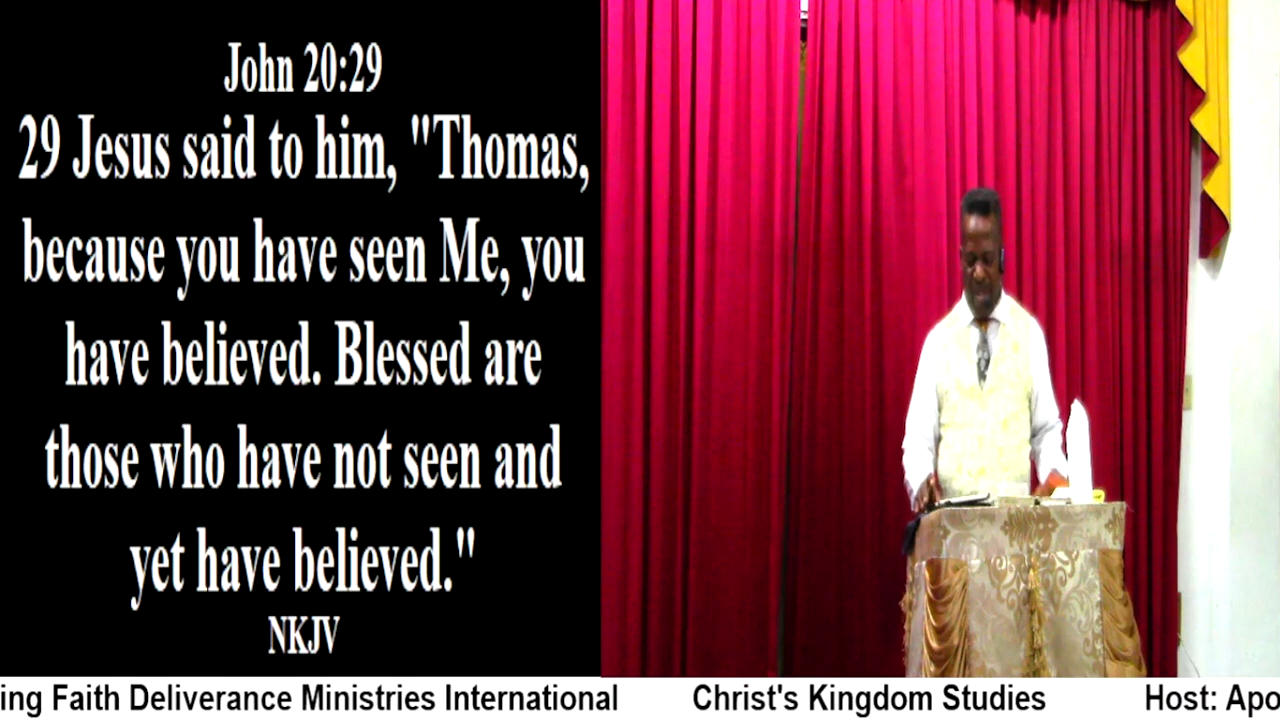 John 20:29
29 Jesus said to him, "Thomas,
because you have seen Me, you
have believed. Blessed are
those who have not seen and
yet have believed."
NKJV
ing Faith Deliverance Ministries International Christ's Kingdom Studies Host: Apo